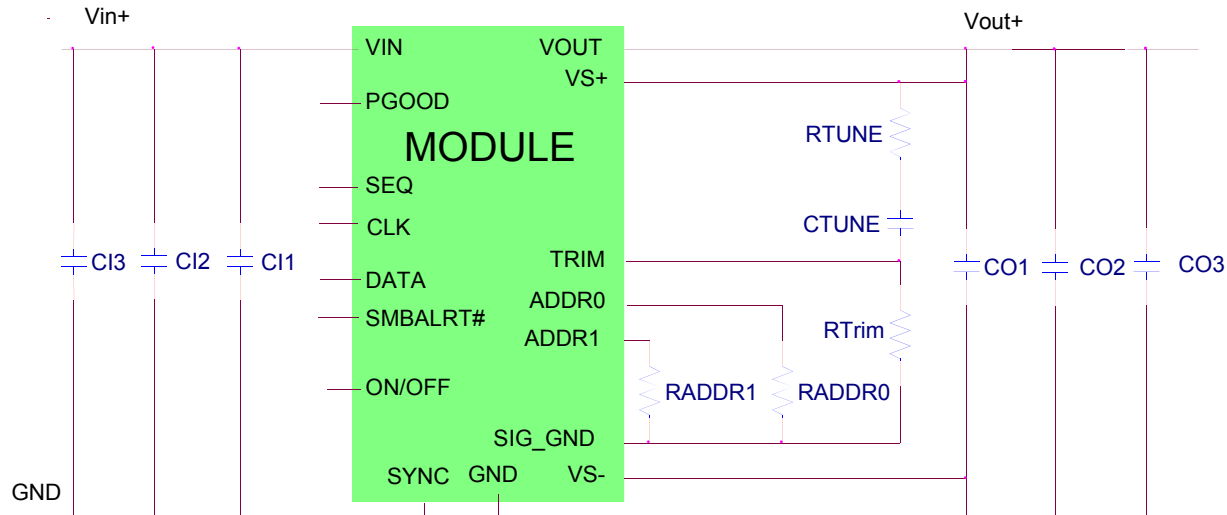 Vin+
Vout+
VIN
VOUT
VS+
PGOOD
RTUNE
MODULE
SEQ
CTUNE
CLK
TRIM
CI3
CI2
CI1
CO1
CO2
CO3
DATA
ADDR0
SMBALRT#
ADDR1
RTrim
ON/OFF
RADDR1
RADDR0
SIG_GND
SYNC
GND
VS-
GND